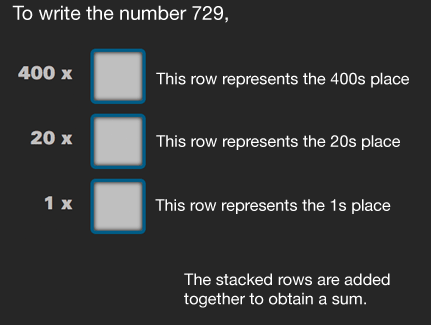 To write the number 729,
400 x This row represents the 400s place
20 x This row represents the 20s place
1 x This row represents the 1s place
The stacked rows are added
together to obtain a sum.